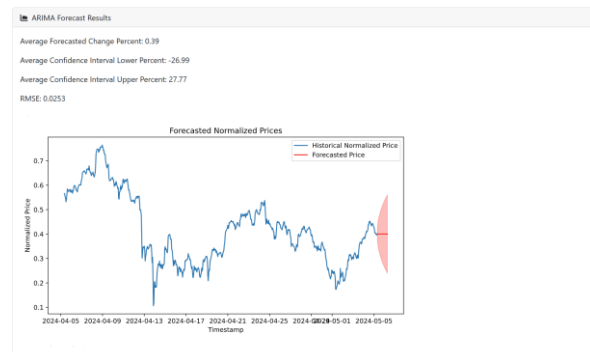 ARIMA Forecast Results
Average Forecasted Change Percent: 0.39
Average Confidence Interval Lower Percent: -26.99
Average Confidence Interval Upper Percent: 27.77
RMSE: 0.0253
Forecasted Normalized Prices
Historical Normalized Price
Forecasted Price
Normalized Price
0.7
0.6
0.5
0.4
0.3
0.2
0.1
2024-04-05 2024-04-09 2024-04-13 2024-04-17 2024-04-21 2024-04-25 2024-04-29 2024-05-01 2024-05-05
Timestamp